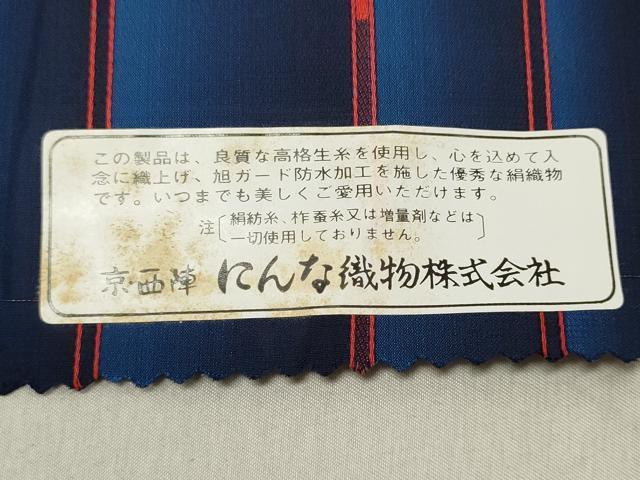 この製品は、良質な高格生糸を使用し、心を込めて入
念に織上げ、旭ガード防水加工を施した優秀な絹織物
です。いつまでも美しくご愛用いただけます。
注〔絹紡糸、柞蚕糸又は増量剤などは
一切使用しておりません。〕
京西陣 にんな織物株式会社